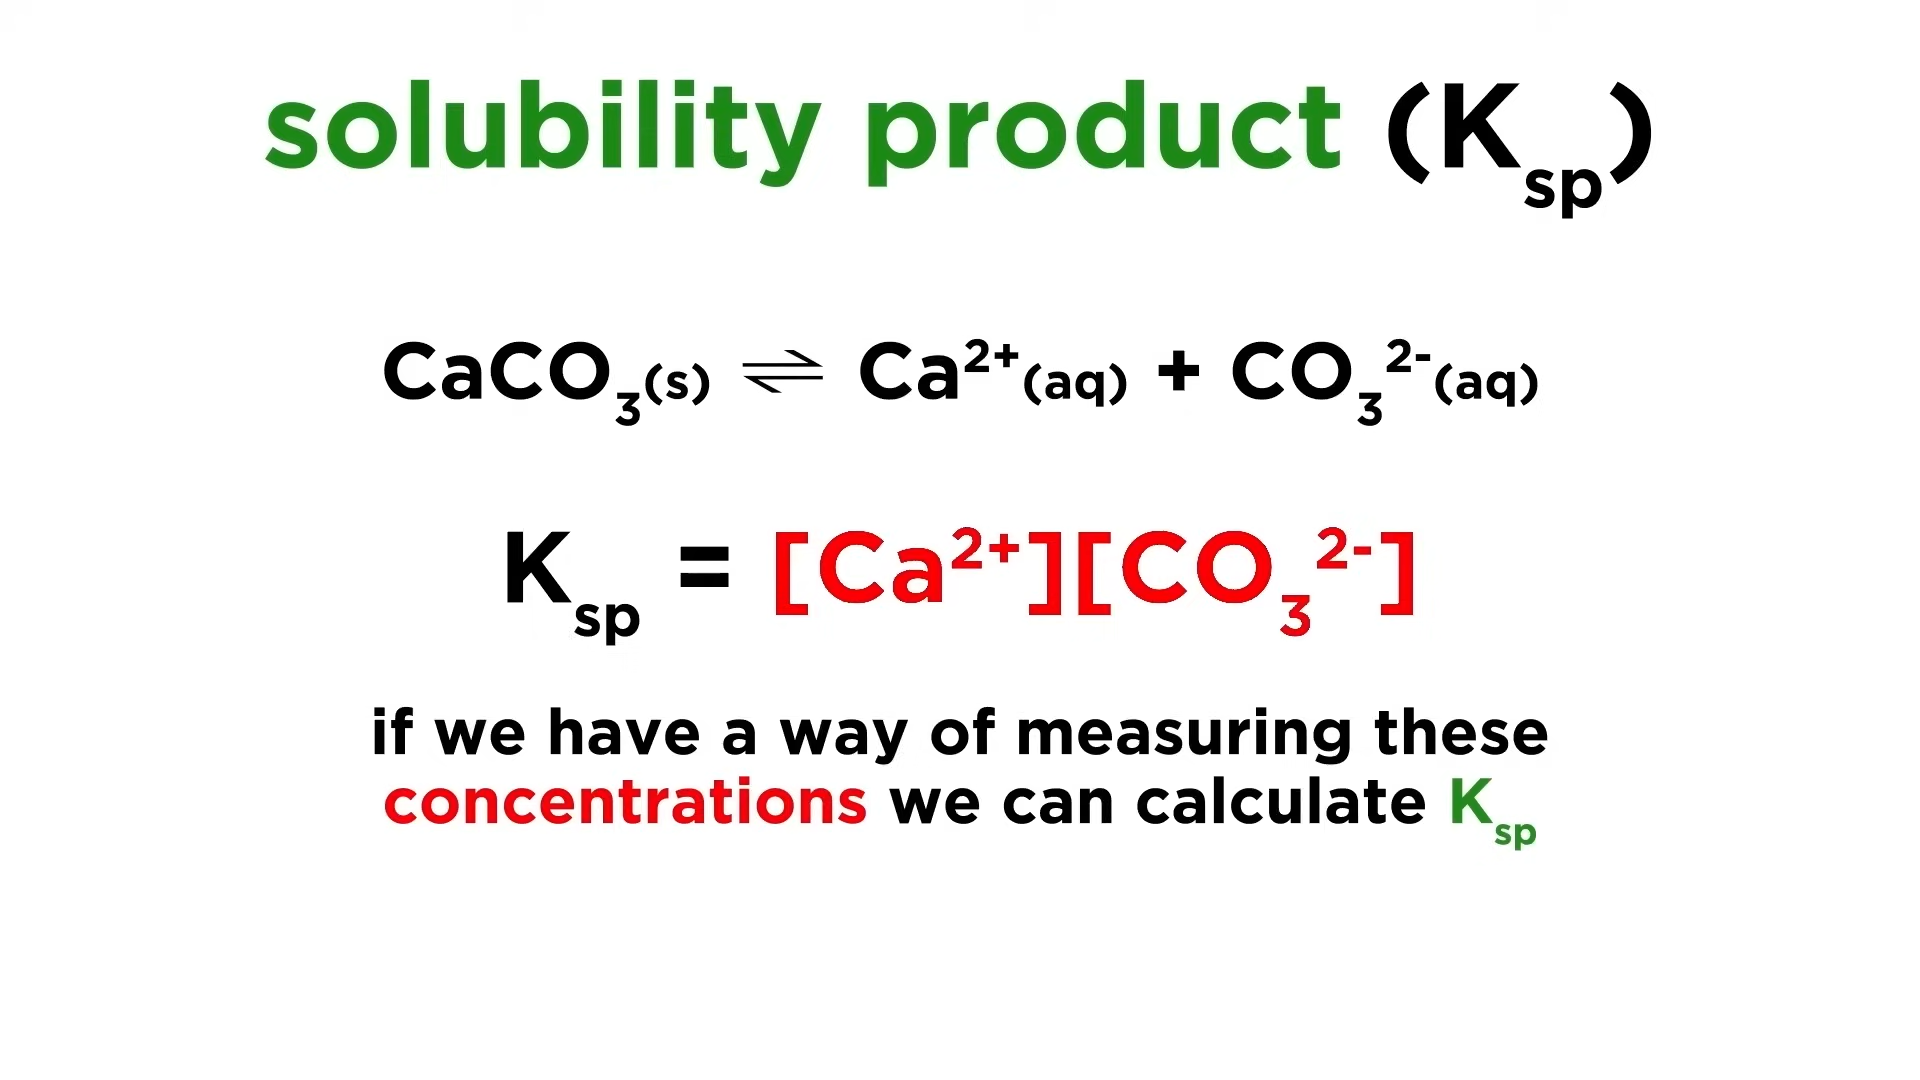 solubility product (Ksp)
CaCO₃(s) ⇌ Ca²⁺(aq) + CO₃²⁻(aq)
Ksp = [Ca²⁺][CO₃²⁻]
if we have a way of measuring these
concentrations we can calculate Ksp